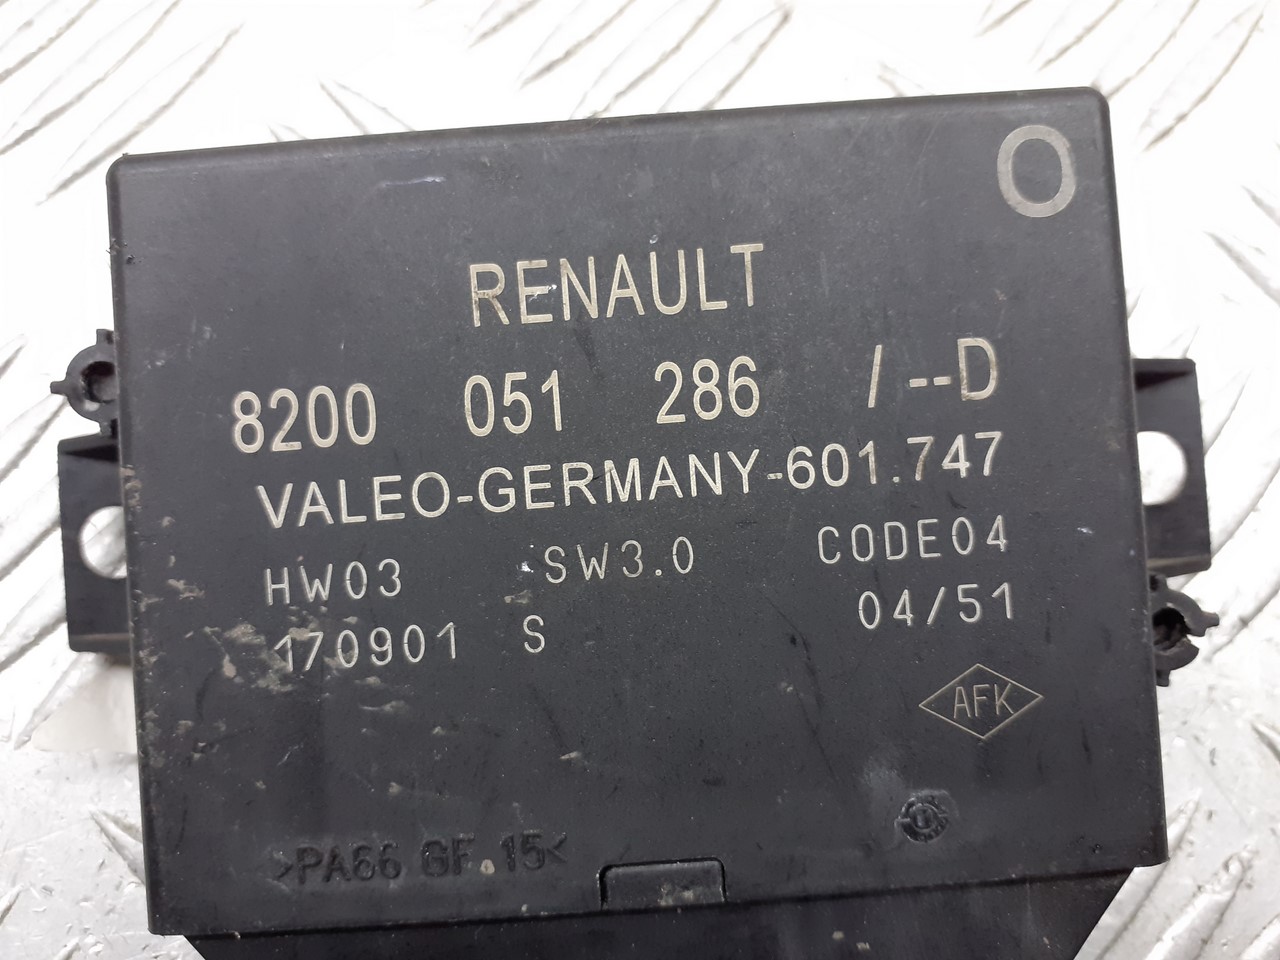 O
RENAULT
8200 051 286 /--D
VALEO-GERMANY-601.747
HW03 SW3.0 CODE04
170901 S 04/51
AFK
>PA66 GF 15<